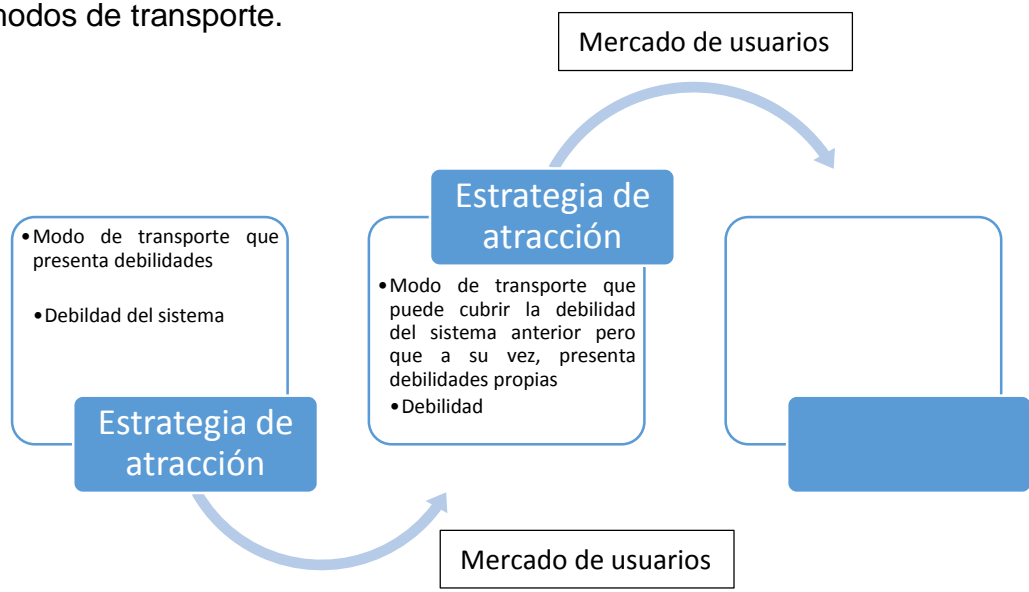 modos de transporte.
Mercado de usuarios
Estrategia de
atracción
•Modo de transporte que
presenta debilidades
•Debildad del sistema
•Modo de transporte que
puede cubrir la debilidad
del sistema anterior pero
que a su vez, presenta
debilidades propias
•Debilidad
Estrategia de
atracción
Mercado de usuarios